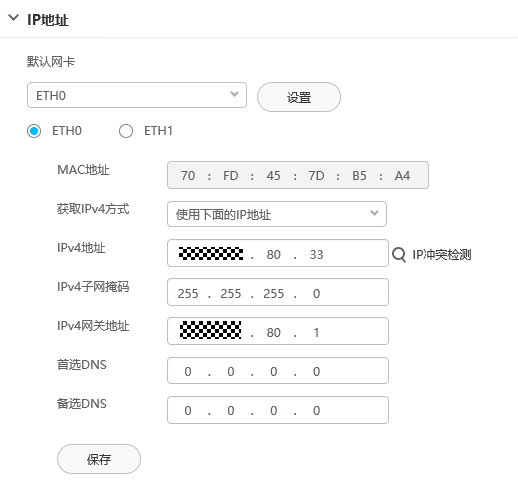 IP地址
默认网卡
ETH0 设置
ETH0 ETH1
MAC地址 70 : FD : 45 : 7D : B5 : A4
获取IPv4方式 使用下面的IP地址
IPv4地址 . 80 . 33 IP冲突检测
IPv4子网掩码 255 . 255 . 255 . 0
IPv4网关地址 . 80 . 1
首选DNS 0 . 0 . 0 . 0
备选DNS 0 . 0 . 0 . 0
保存